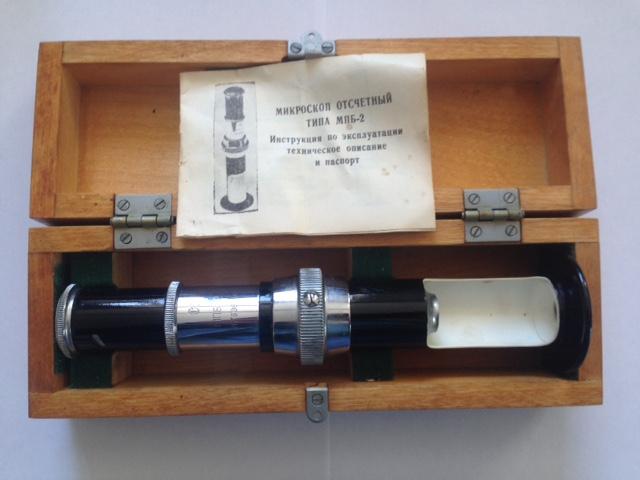 МИКРОСКОП ОТСЧЕТНЫЙ
ТИПА МПБ-2
Инструкция по эксплуатации
техническое описание
и паспорт